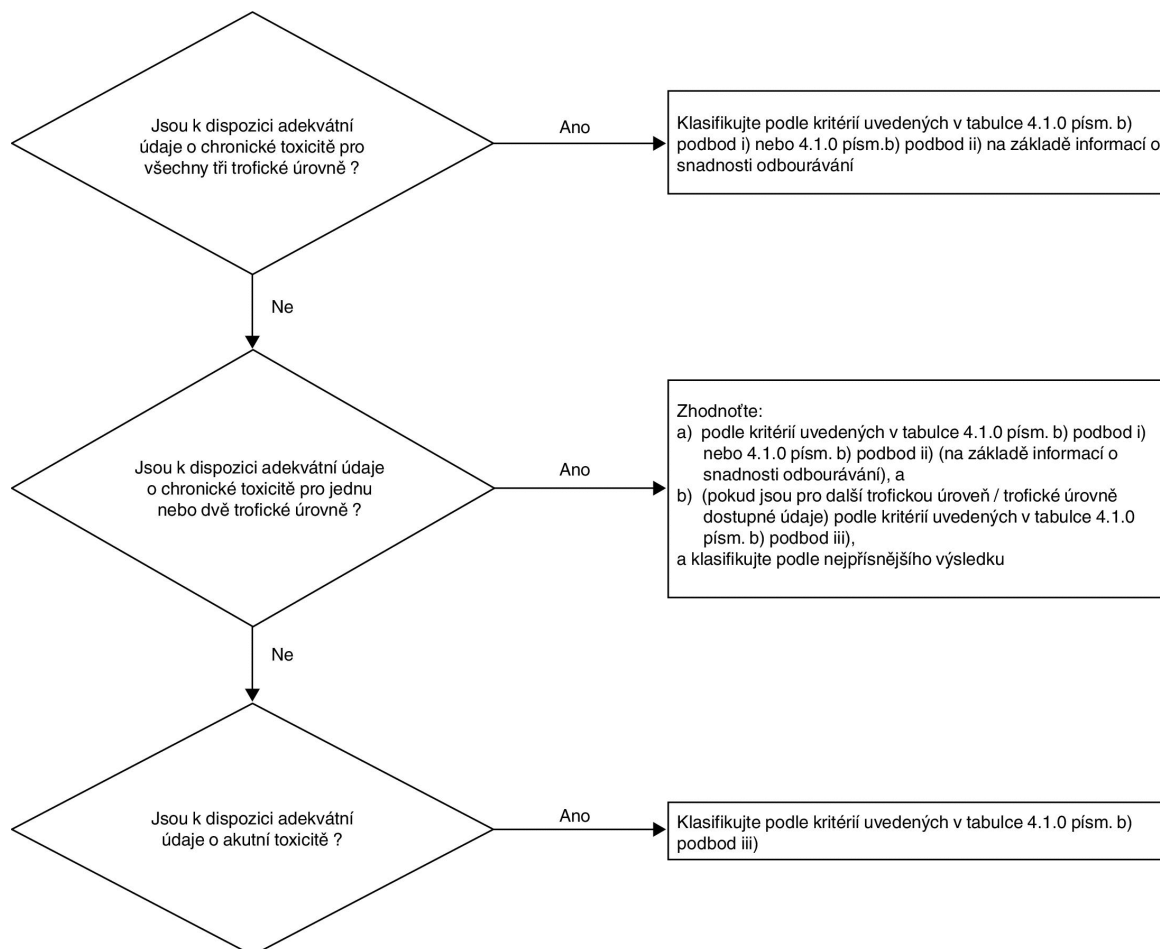 Jsou k dispozici adekvátní
údaje o chronické toxicitě pro
všechny tři trofické úrovně ?
Ano
Klasifikujte podle kritérií uvedených v tabulce 4.1.0 písm. b)
podbod i) nebo 4.1.0 písm.b) podbod ii) na základě informací o
snadnosti odbourávání
Ne
Jsou k dispozici adekvátní údaje
o chronické toxicitě pro jednu
nebo dvě trofické úrovně ?
Ano
Zhodnoťte:
a) podle kritérií uvedených v tabulce 4.1.0 písm. b) podbod i)
nebo 4.1.0 písm. b) podbod ii) (na základě informací o
snadnosti odbourávání), a
b) (pokud jsou pro další trofickou úroveň / trofické úrovně
dostupné údaje) podle kritérií uvedených v tabulce 4.1.0
písm. b) podbod iii),
a klasifikujte podle nejpřísnějšího výsledku
Ne
Jsou k dispozici adekvátní
údaje o akutní toxicitě ?
Ano
Klasifikujte podle kritérií uvedených v tabulce 4.1.0 písm. b)
podbod iii)